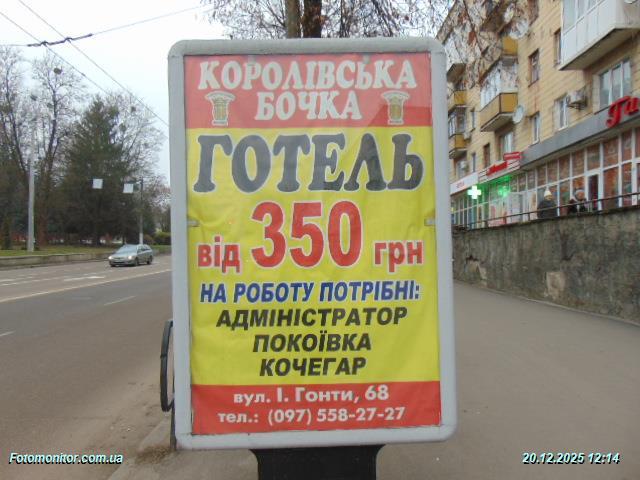 КОРОЛІВСЬКА
БОЧКА
ГОТЕЛЬ
від 350 грн
НА РОБОТУ ПОТРІБНІ:
АДМІНІСТРАТОР
ПОКОЇВКА
КОЧЕГАР
вул. І. Гонти, 68
тел.: (097) 558-27-27
Fotomonitor.com.ua
20.12.2025 12:14